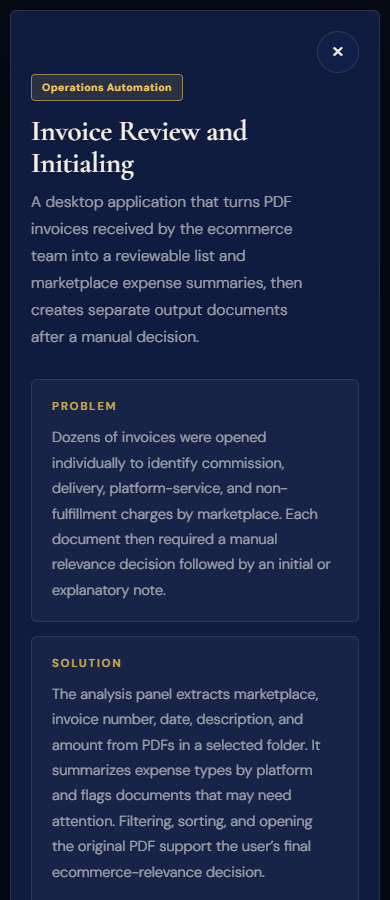 Operations Automation
Invoice Review and
Initialing
A desktop application that turns PDF
invoices received by the ecommerce
team into a reviewable list and
marketplace expense summaries, then
creates separate output documents
after a manual decision.
PROBLEM
Dozens of invoices were opened
individually to identify commission,
delivery, platform-service, and non-
fulfillment charges by marketplace. Each
document then required a manual
relevance decision followed by an initial or
explanatory note.
SOLUTION
The analysis panel extracts marketplace,
invoice number, date, description, and
amount from PDFs in a selected folder. It
summarizes expense types by platform
and flags documents that may need
attention. Filtering, sorting, and opening
the original PDF support the user’s final
ecommerce-relevance decision.